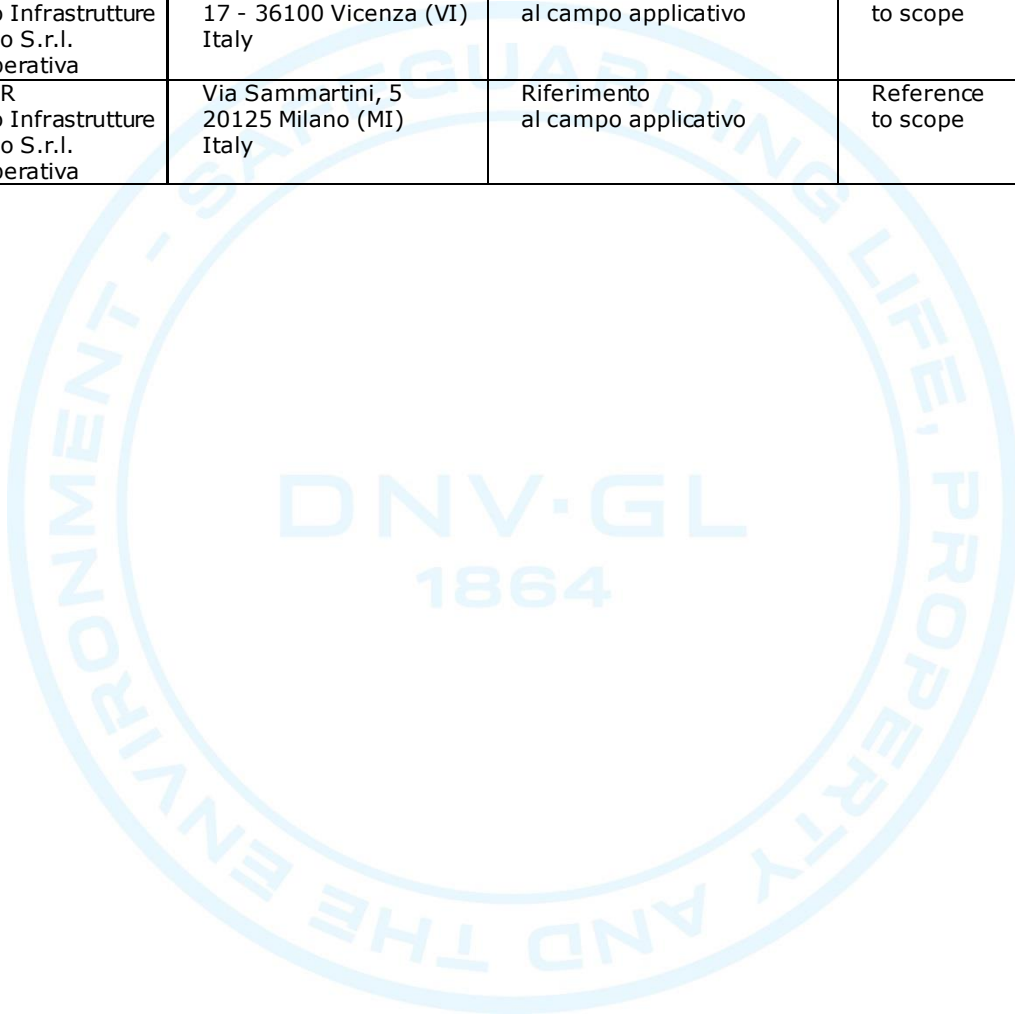 Infrastrutture 17 - 36100 Vicenza (VI) al campo applicativo to scope
o S.r.l. Italy
perativa
R Via Sammartini, 5 Riferimento Reference
Infrastrutture 20125 Milano (MI) al campo applicativo to scope
o S.r.l. Italy
perativa
SAFEGUARDING LIFE, PROPERTY AND THE ENVIRONMENT -
DNV·GL
1864